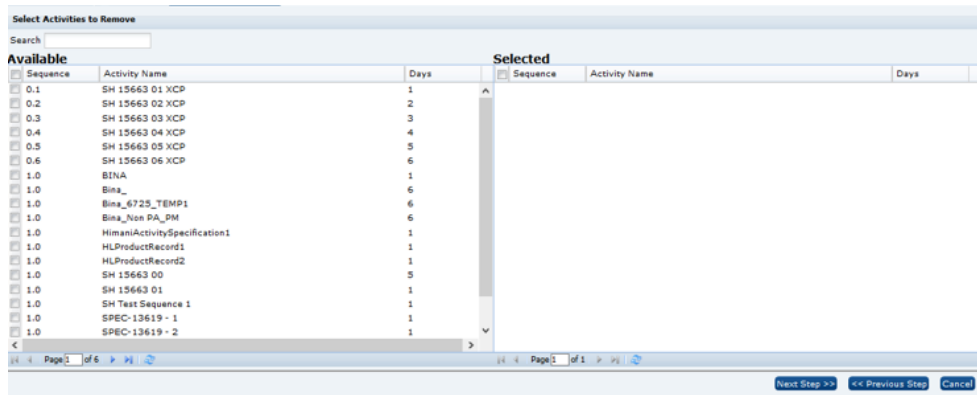 Select Activities to Remove
Search
Available Selected
Sequence Activity Name Days Sequence Activity Name Days
0.1 SH 15663 01 XCP 1
0.2 SH 15663 02 XCP 2
0.3 SH 15663 03 XCP 3
0.4 SH 15663 04 XCP 4
0.5 SH 15663 05 XCP 5
0.6 SH 15663 06 XCP 6
1.0 BINA 1
1.0 Bina_ 6
1.0 Bina_6725_TEMP1 6
1.0 Bina_Non PA_PM 6
1.0 HimaniActivitySpecification1 1
1.0 HLProductRecord1 1
1.0 HLProductRecord2 1
1.0 SH 15663 00 5
1.0 SH 15663 01 1
1.0 SH Test Sequence 1 1
1.0 SPEC-13619 - 1 1
1.0 SPEC-13619 - 2 1
Page 1 of 6 Page 1 of 1
Next Step >> << Previous Step Cancel